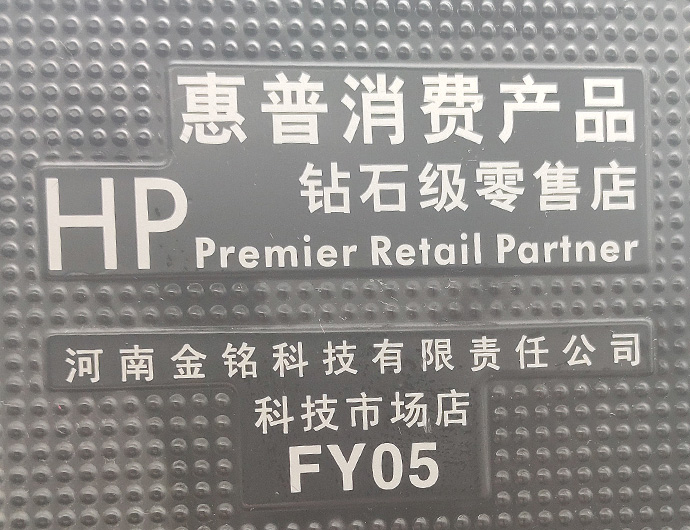 惠普消费产品
钻石级零售店
HP Premier Retail Partner
河南金铭科技有限责任公司
科技市场店
FY05